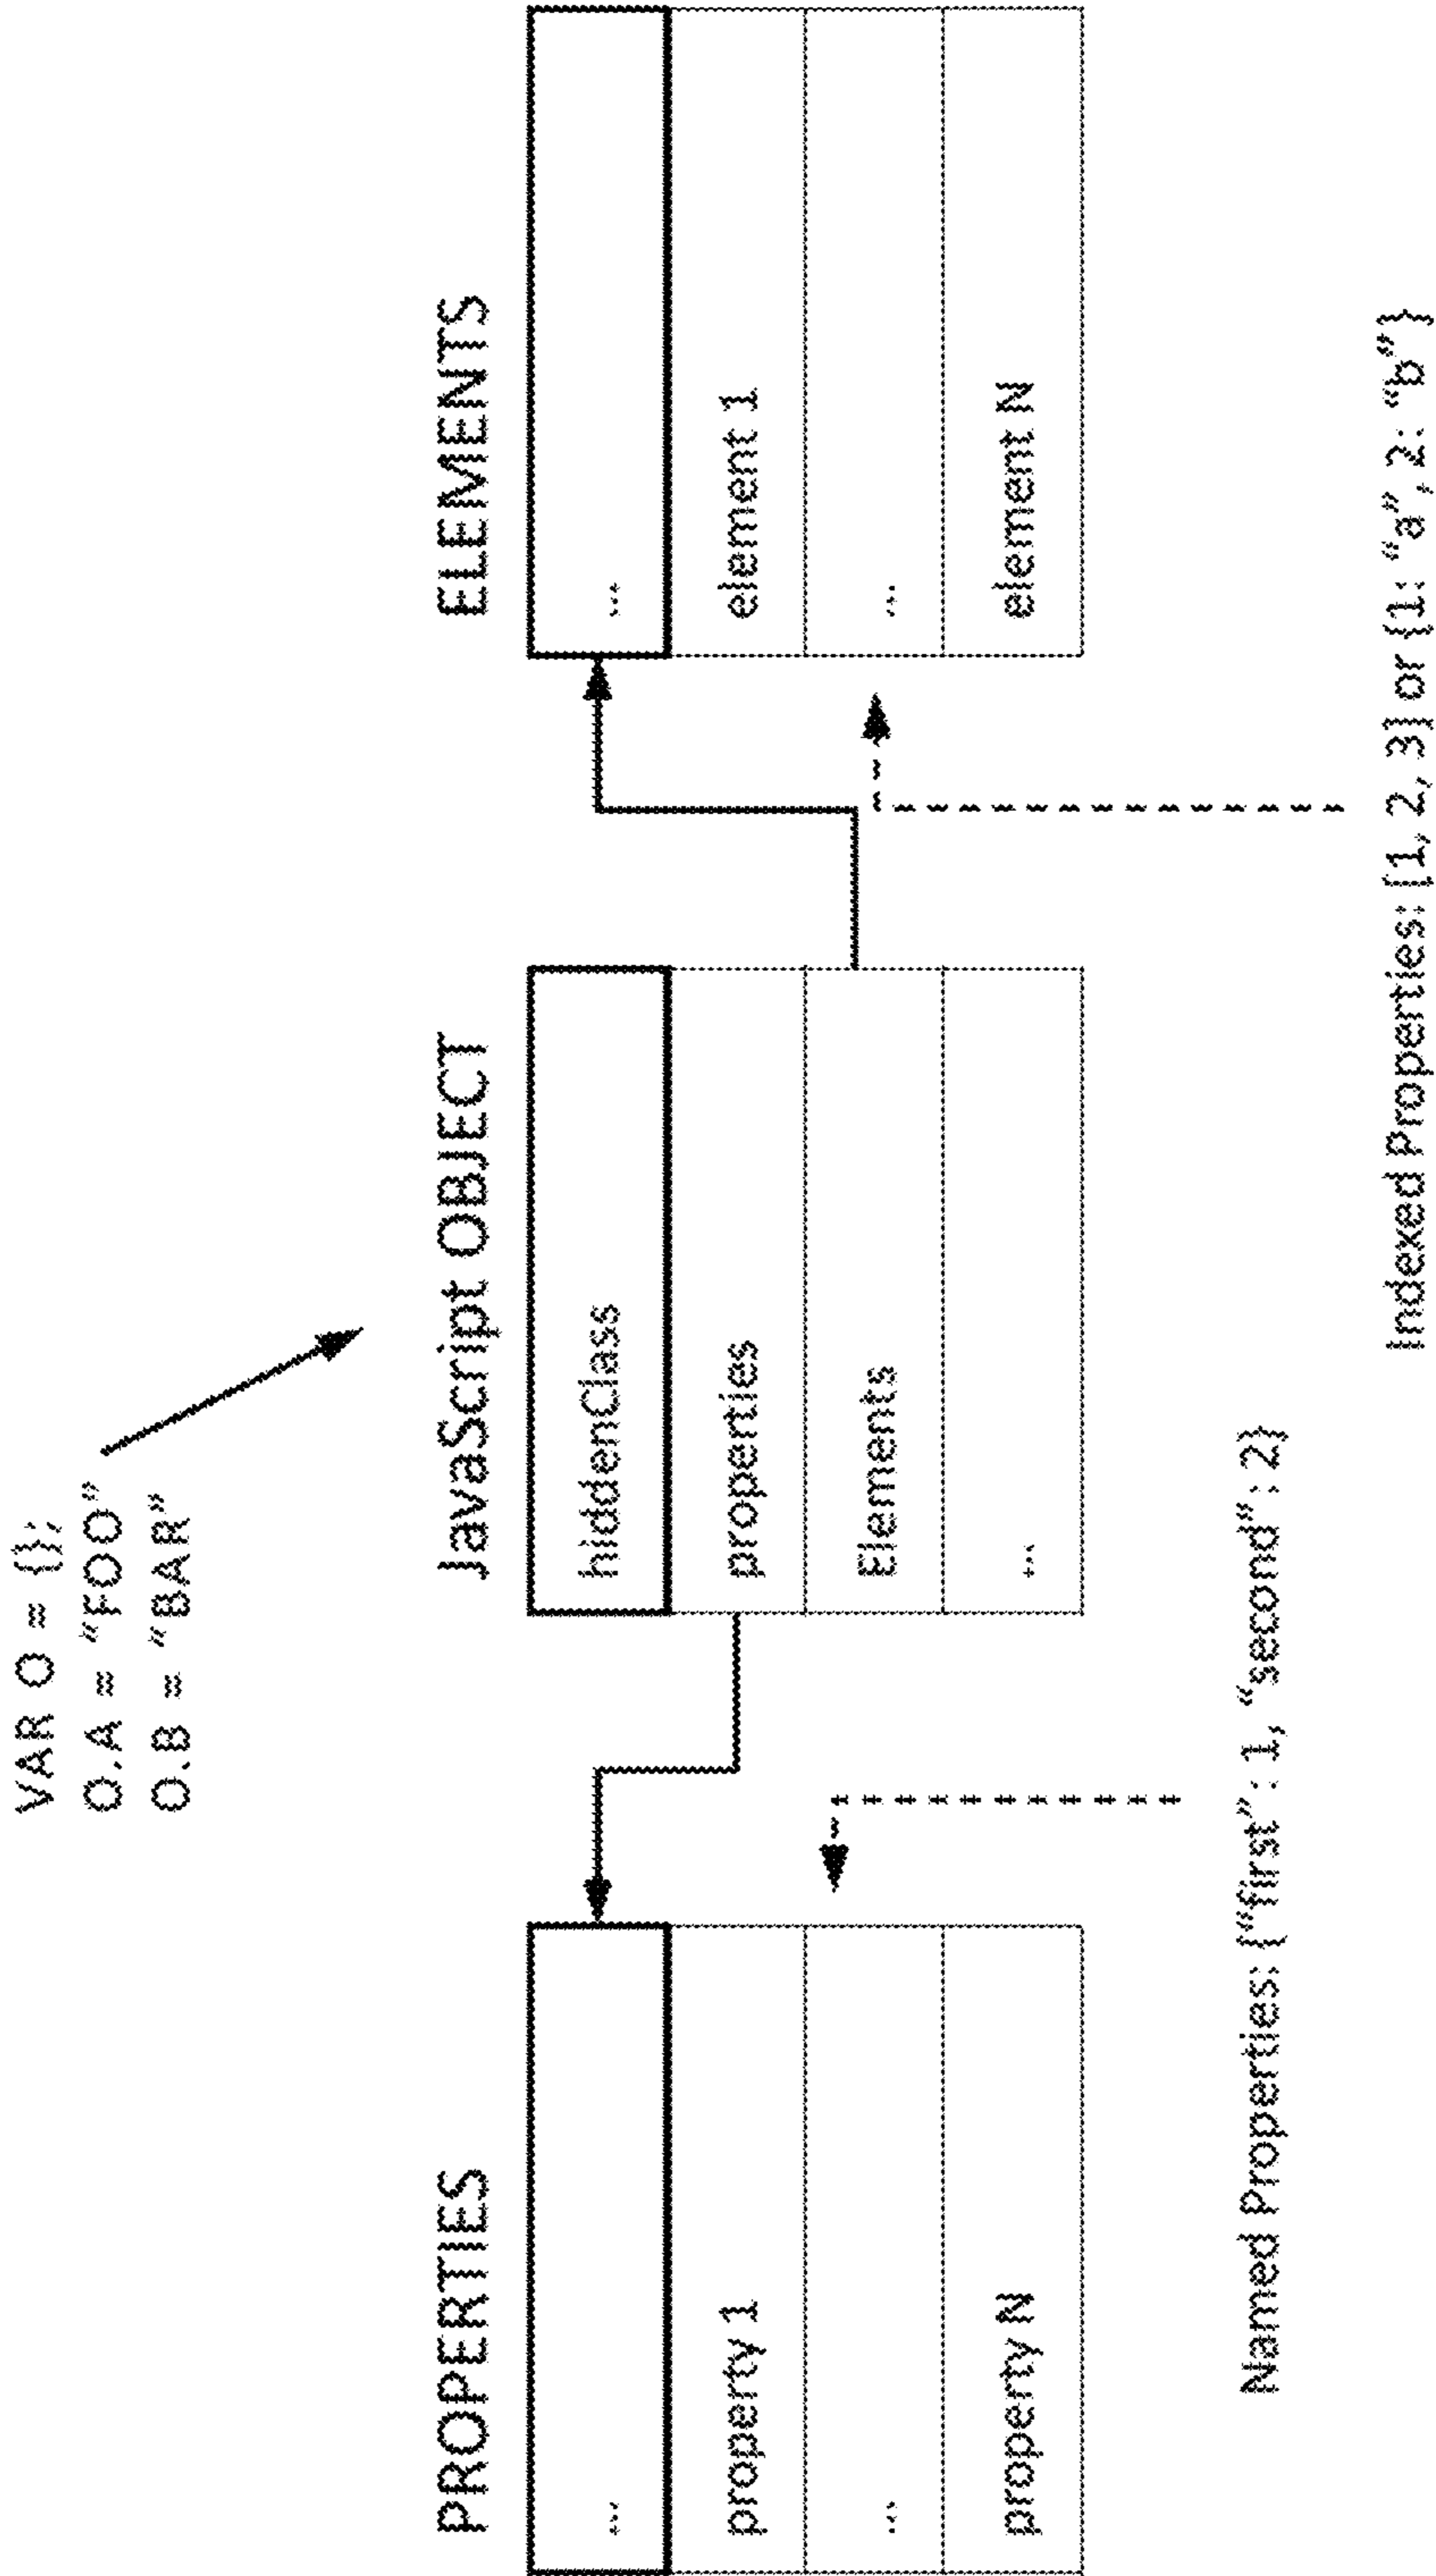 VAR O = {};
O.A = "FOO"
O.B = "BAR"
PROPERTIES
...
property 1
...
property N
JavaScript OBJECT
hiddenClass
properties
Elements
...
ELEMENTS
...
element 1
...
element N
Named Properties: {"first": 1, "second": 2}
Indexed Properties: [1, 2, 3] or {1: "a", 2: "b"}